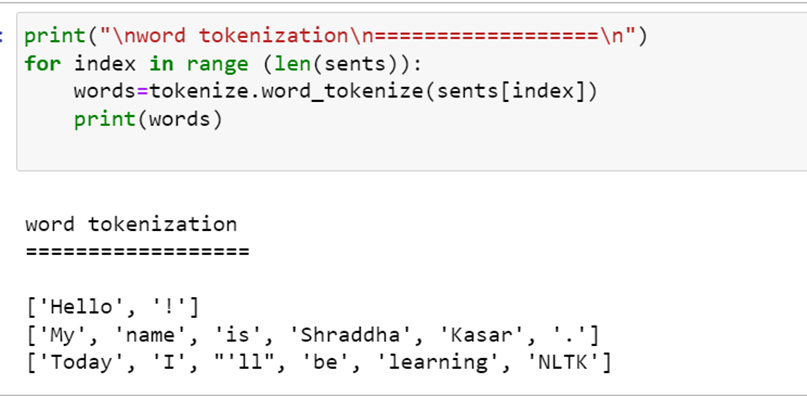 :
print("\nword tokenization\n==================\n")
for index in range (len(sents)):
    words=tokenize.word_tokenize(sents[index])
    print(words)
word tokenization
==================
['Hello', '!']
['My', 'name', 'is', 'Shraddha', 'Kasar', '.']
['Today', 'I', "'ll", 'be', 'learning', 'NLTK']